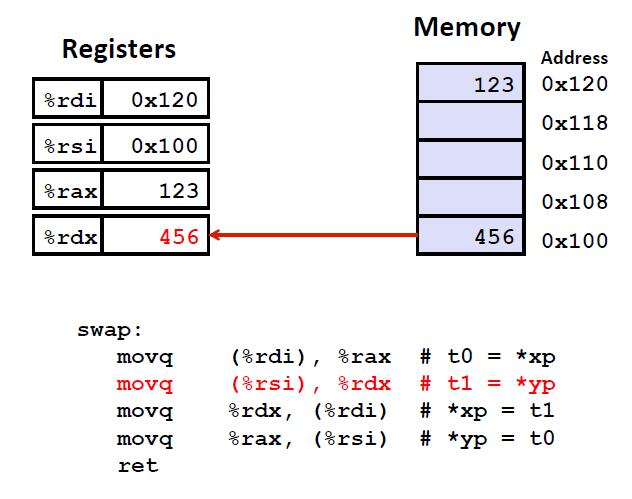 Registers
Memory
Address
%rdi 0x120
%rsi 0x100
%rax 123
%rdx 456
123 0x120
0x118
0x110
0x108
456 0x100
swap:
movq (%rdi), %rax # t0 = *xp
movq (%rsi), %rdx # t1 = *yp
movq %rdx, (%rdi) # *xp = t1
movq %rax, (%rsi) # *yp = t0
ret